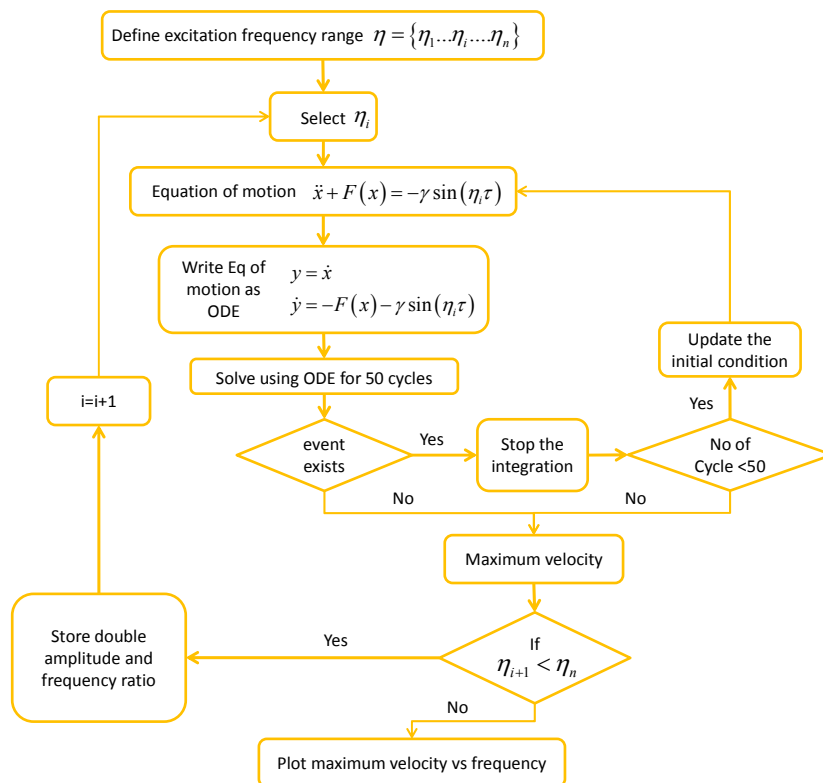 Define excitation frequency range η = {η₁...ηᵢ....ηₙ}
Select ηᵢ
Equation of motion ẍ + F(x) = −γ sin(ηᵢτ)
Write Eq of
motion as
ODE
y = ẋ
ẏ = −F(x) − γ sin(ηᵢτ)
Solve using ODE for 50 cycles
event
exists
Yes
Stop the
integration
No of
Cycle <50
Yes
Update the
initial condition
No
No
Maximum velocity
If
ηᵢ₊₁ < ηₙ
Yes
Store double
amplitude and
frequency ratio
i=i+1
No
Plot maximum velocity vs frequency